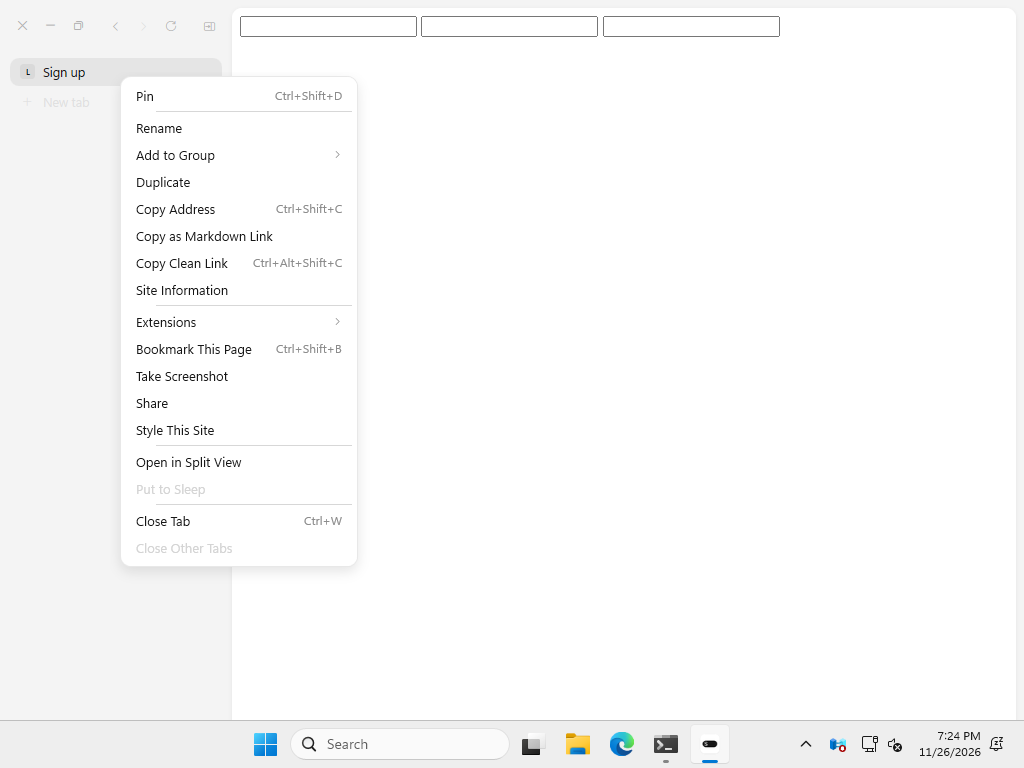 L Sign up
+ New tab
Pin Ctrl+Shift+D
Rename
Add to Group
Duplicate
Copy Address Ctrl+Shift+C
Copy as Markdown Link
Copy Clean Link Ctrl+Alt+Shift+C
Site Information
Extensions
Bookmark This Page Ctrl+Shift+B
Take Screenshot
Share
Style This Site
Open in Split View
Put to Sleep
Close Tab Ctrl+W
Close Other Tabs
Search
7:24 PM
11/26/2026